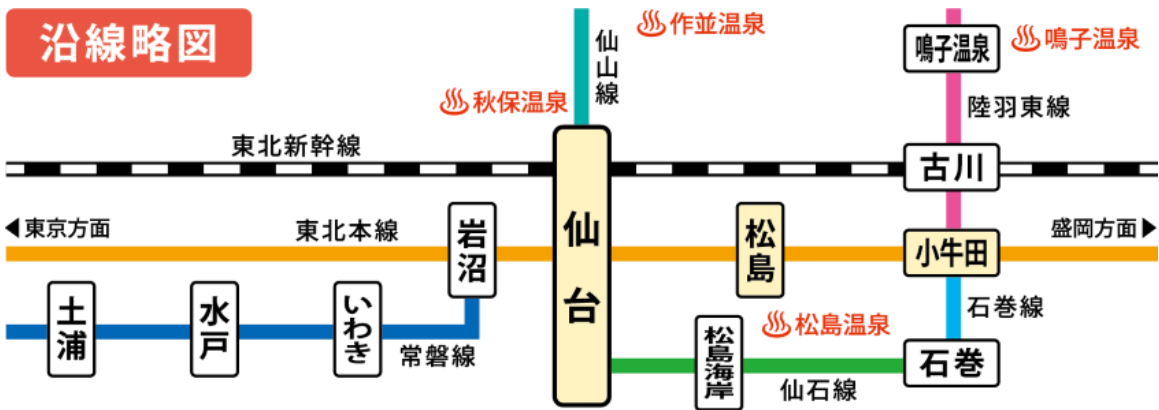 沿線略図
仙山線
作並温泉
鳴子温泉
鳴子温泉
秋保温泉
陸羽東線
東北新幹線
古川
仙台
東京方面
東北本線
岩沼
松島
小牛田
盛岡方面
土浦
水戸
いわき
常磐線
松島海岸
松島温泉
石巻線
仙石線
石巻